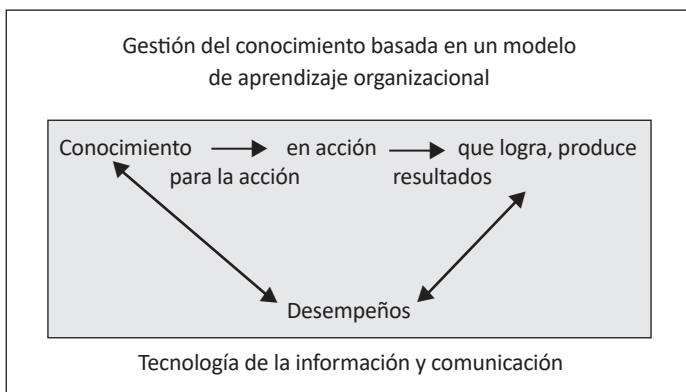 Gestión del conocimiento basada en un modelo
de aprendizaje organizacional
Conocimiento en acción que logra, produce
para la acción resultados
Desempeños
Tecnología de la información y comunicación